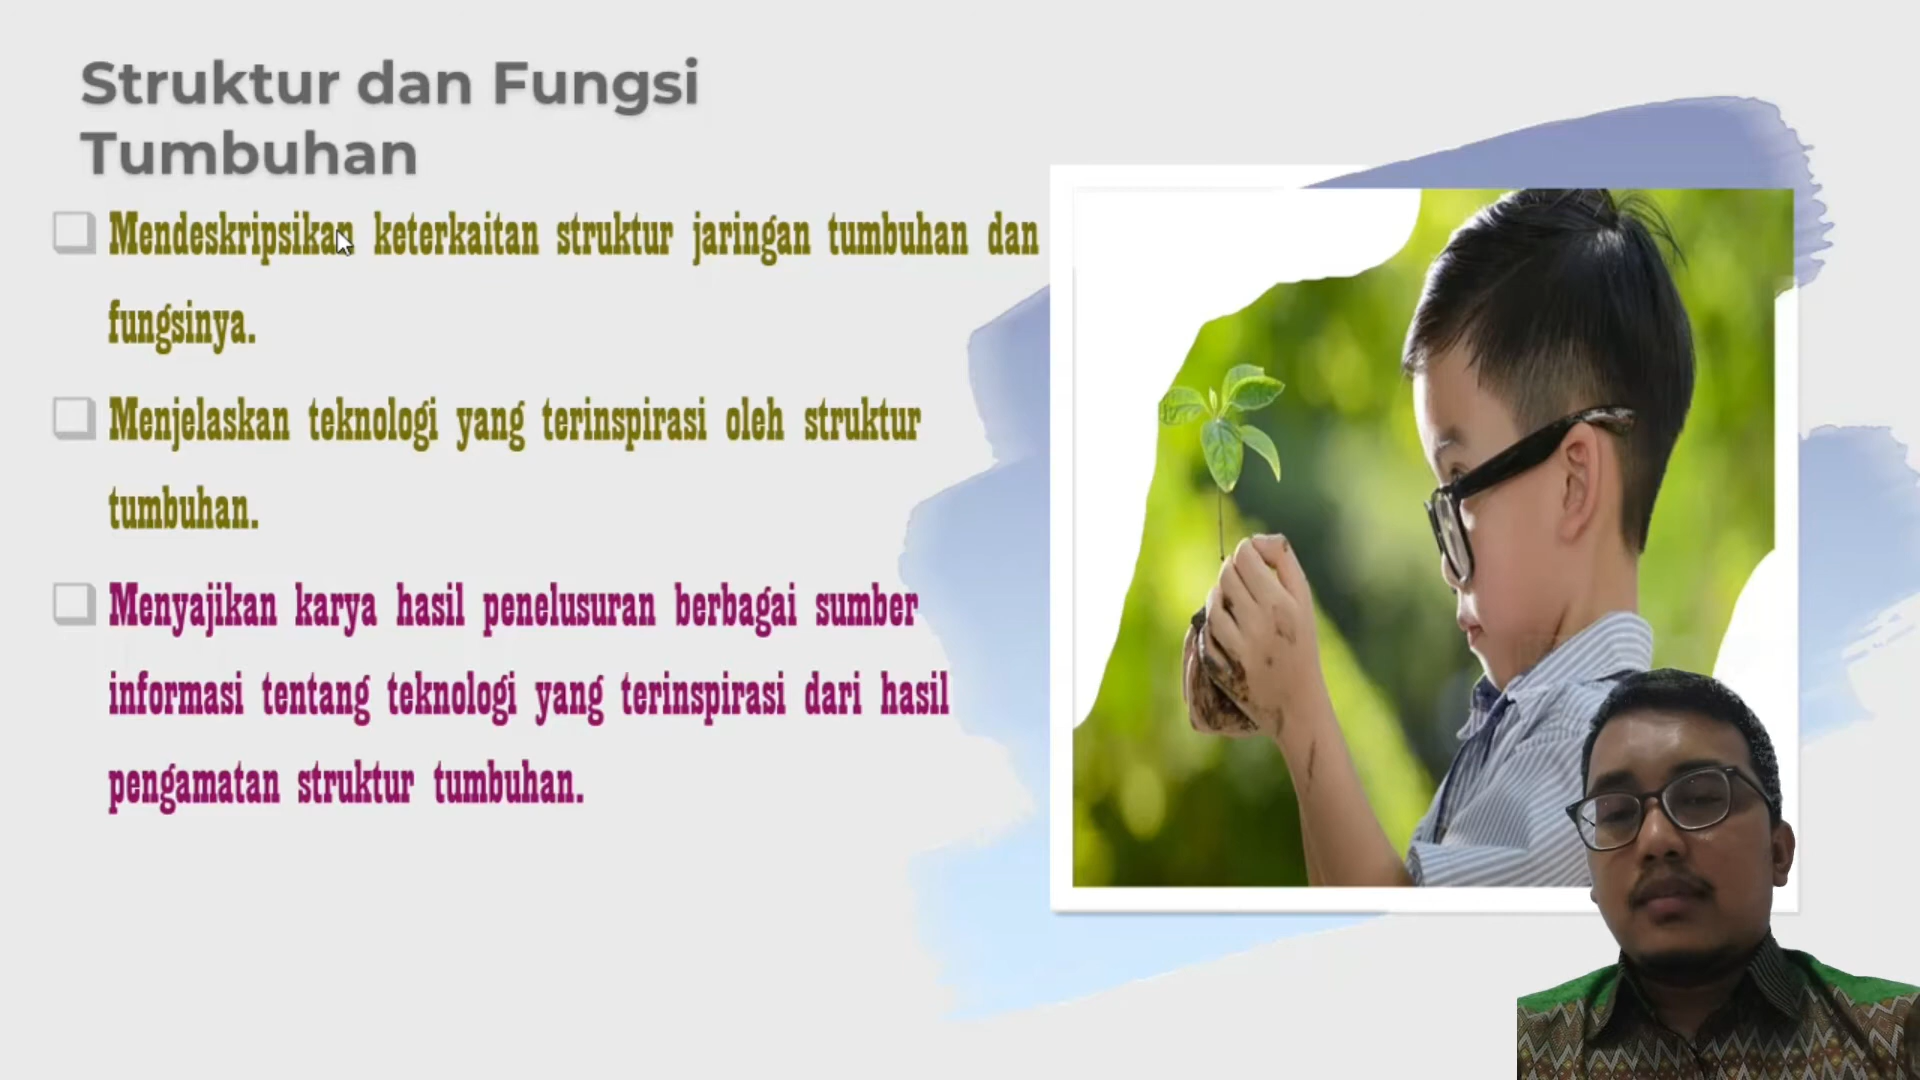 Struktur dan Fungsi
Tumbuhan
Mendeskripsikan keterkaitan struktur jaringan tumbuhan dan
fungsinya.
Menjelaskan teknologi yang terinspirasi oleh struktur
tumbuhan.
Menyajikan karya hasil penelusuran berbagai sumber
informasi tentang teknologi yang terinspirasi dari hasil
pengamatan struktur tumbuhan.